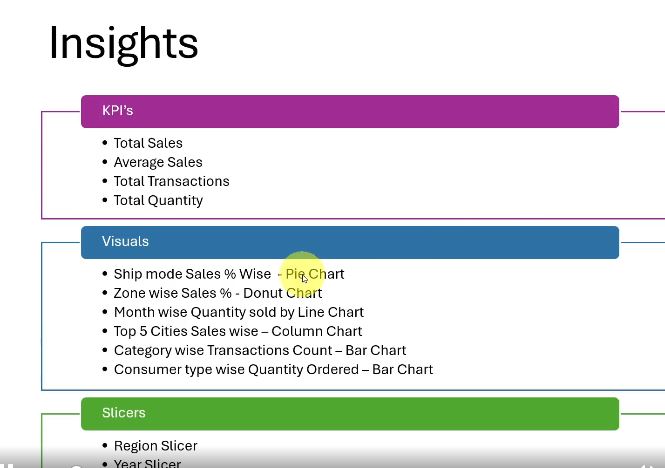 Insights
KPI's
• Total Sales
• Average Sales
• Total Transactions
• Total Quantity
Visuals
• Ship mode Sales % Wise - Pie Chart
• Zone wise Sales % - Donut Chart
• Month wise Quantity sold by Line Chart
• Top 5 Cities Sales wise – Column Chart
• Category wise Transactions Count – Bar Chart
• Consumer type wise Quantity Ordered – Bar Chart
Slicers
• Region Slicer
• Year Slicer